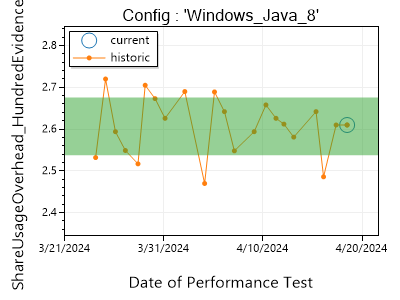 Config : 'Windows_Java_8'
ShareUsageOverhead_HundredEvidence
current
historic
2.8
2.7
2.6
2.5
2.4
3/21/2024
3/31/2024
4/10/2024
4/20/2024
Date of Performance Test